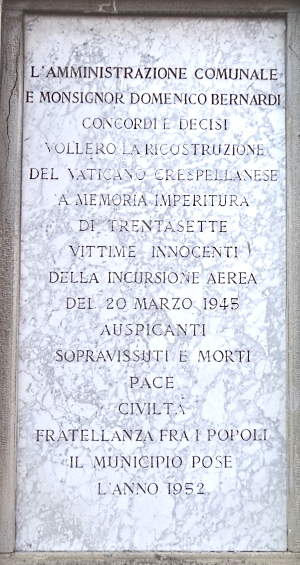 L'AMMINISTRAZIONE COMUNALE
E MONSIGNOR DOMENICO BERNARDI
CONCORDI E DECISI
VOLLERO LA RICOSTRUZIONE
DEL VATICANO CRESPELLANESE
A MEMORIA IMPERITURA
DI TRENTASETTE
VITTIME INNOCENTI
DELLA INCURSIONE AEREA
DEL 20 MARZO 1945
AUSPICANTI
SOPRAVISSUTI E MORTI
PACE
CIVILTÀ
FRATELLANZA FRA I POPOLI
IL MUNICIPIO POSE
L'ANNO 1952